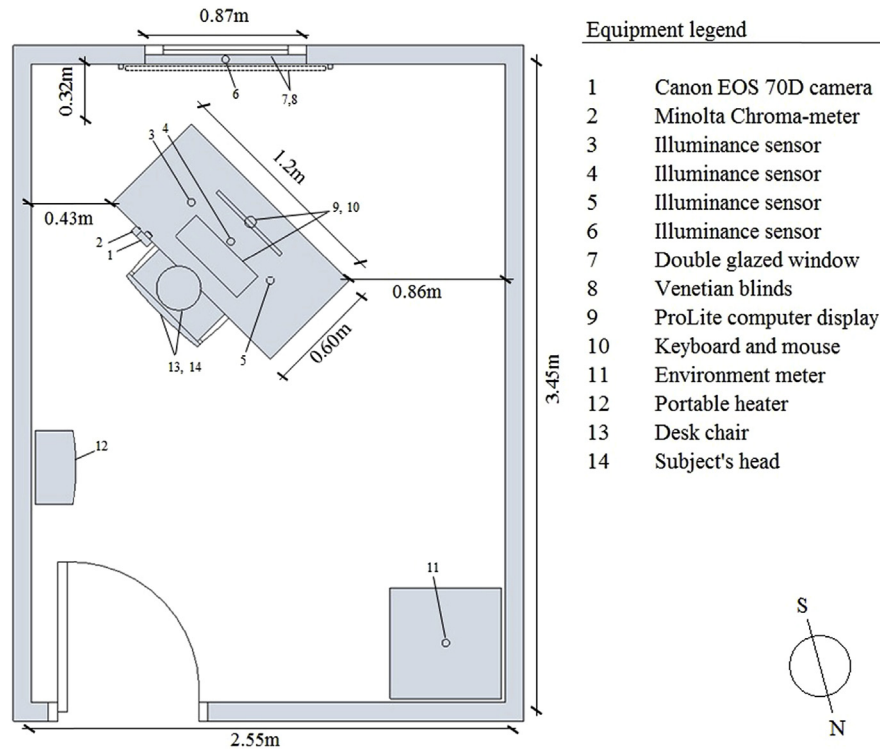 0.87m
Equipment legend
0.32m
6
7,8
1 Canon EOS 70D camera
2 Minolta Chroma-meter
3 Illuminance sensor
4 Illuminance sensor
5 Illuminance sensor
6 Illuminance sensor
7 Double glazed window
8 Venetian blinds
9 ProLite computer display
10 Keyboard and mouse
11 Environment meter
12 Portable heater
13 Desk chair
14 Subject's head
3 4
1.2m
9, 10
0.43m
2
1
0.86m
5
0.60m
13, 14
3.45m
12
11
S
N
2.55m